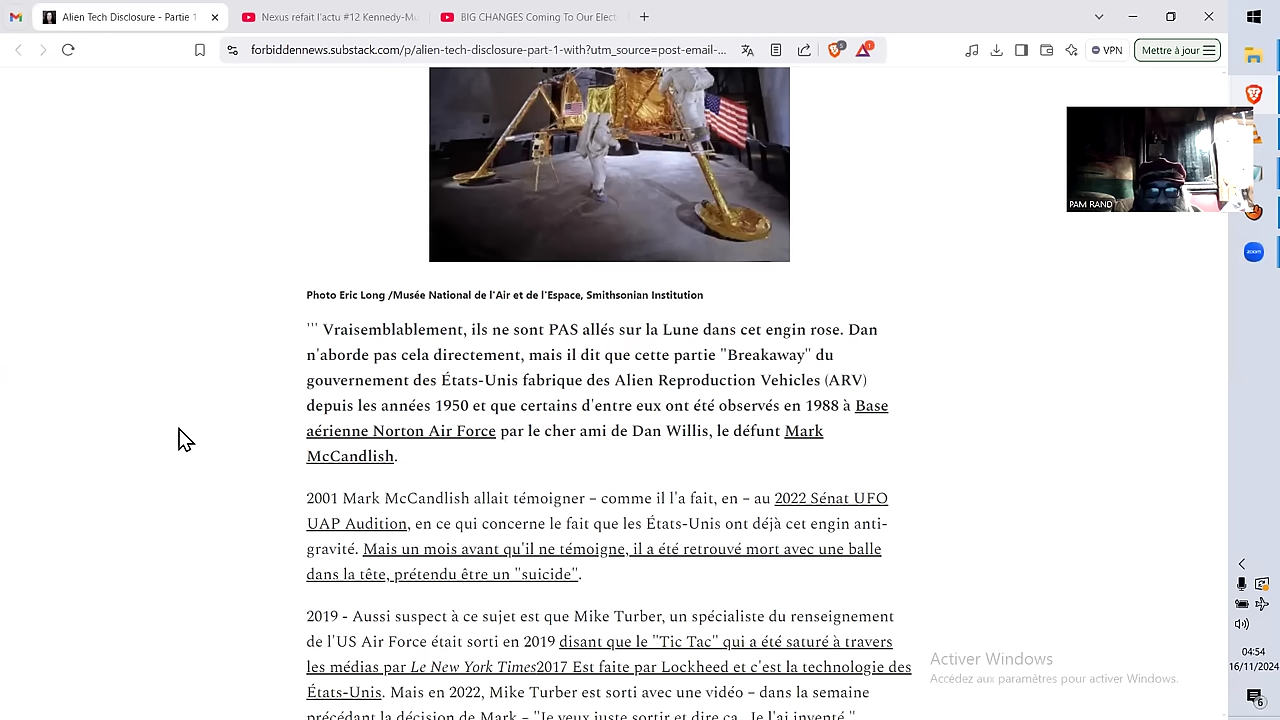 Alien Tech Disclosure - Partie 1
Nexus refait l'actu #12 Kennedy-Mu
BIG CHANGES Coming To Our Elect
forbiddennews.substack.com/p/alien-tech-disclosure-part-1-with?utm_source=post-email-...
VPN
Mettre à jour
PAM RAND
zoom
Photo Eric Long /Musée National de l'Air et de l'Espace, Smithsonian Institution
''' Vraisemblablement, ils ne sont PAS allés sur la Lune dans cet engin rose. Dan
n'aborde pas cela directement, mais il dit que cette partie "Breakaway" du
gouvernement des États-Unis fabrique des Alien Reproduction Vehicles (ARV)
depuis les années 1950 et que certains d'entre eux ont été observés en 1988 à Base
aérienne Norton Air Force par le cher ami de Dan Willis, le défunt Mark
McCandlish.
2001 Mark McCandlish allait témoigner – comme il l'a fait, en – au 2022 Sénat UFO
UAP Audition, en ce qui concerne le fait que les États-Unis ont déjà cet engin anti-
gravité. Mais un mois avant qu'il ne témoigne, il a été retrouvé mort avec une balle
dans la tête, prétendu être un "suicide".
2019 - Aussi suspect à ce sujet est que Mike Turber, un spécialiste du renseignement
de l'US Air Force était sorti en 2019 disant que le "Tic Tac" qui a été saturé à travers
les médias par Le New York Times2017 Est faite par Lockheed et c'est la technologie des
États-Unis. Mais en 2022, Mike Turber est sorti avec une vidéo – dans la semaine
précédant la décision de Mark – "Je veux juste sortir et dire ça. Je l'ai inventé."
Activer Windows
Accédez aux paramètres pour activer Windows.
04:54
16/11/2024
6